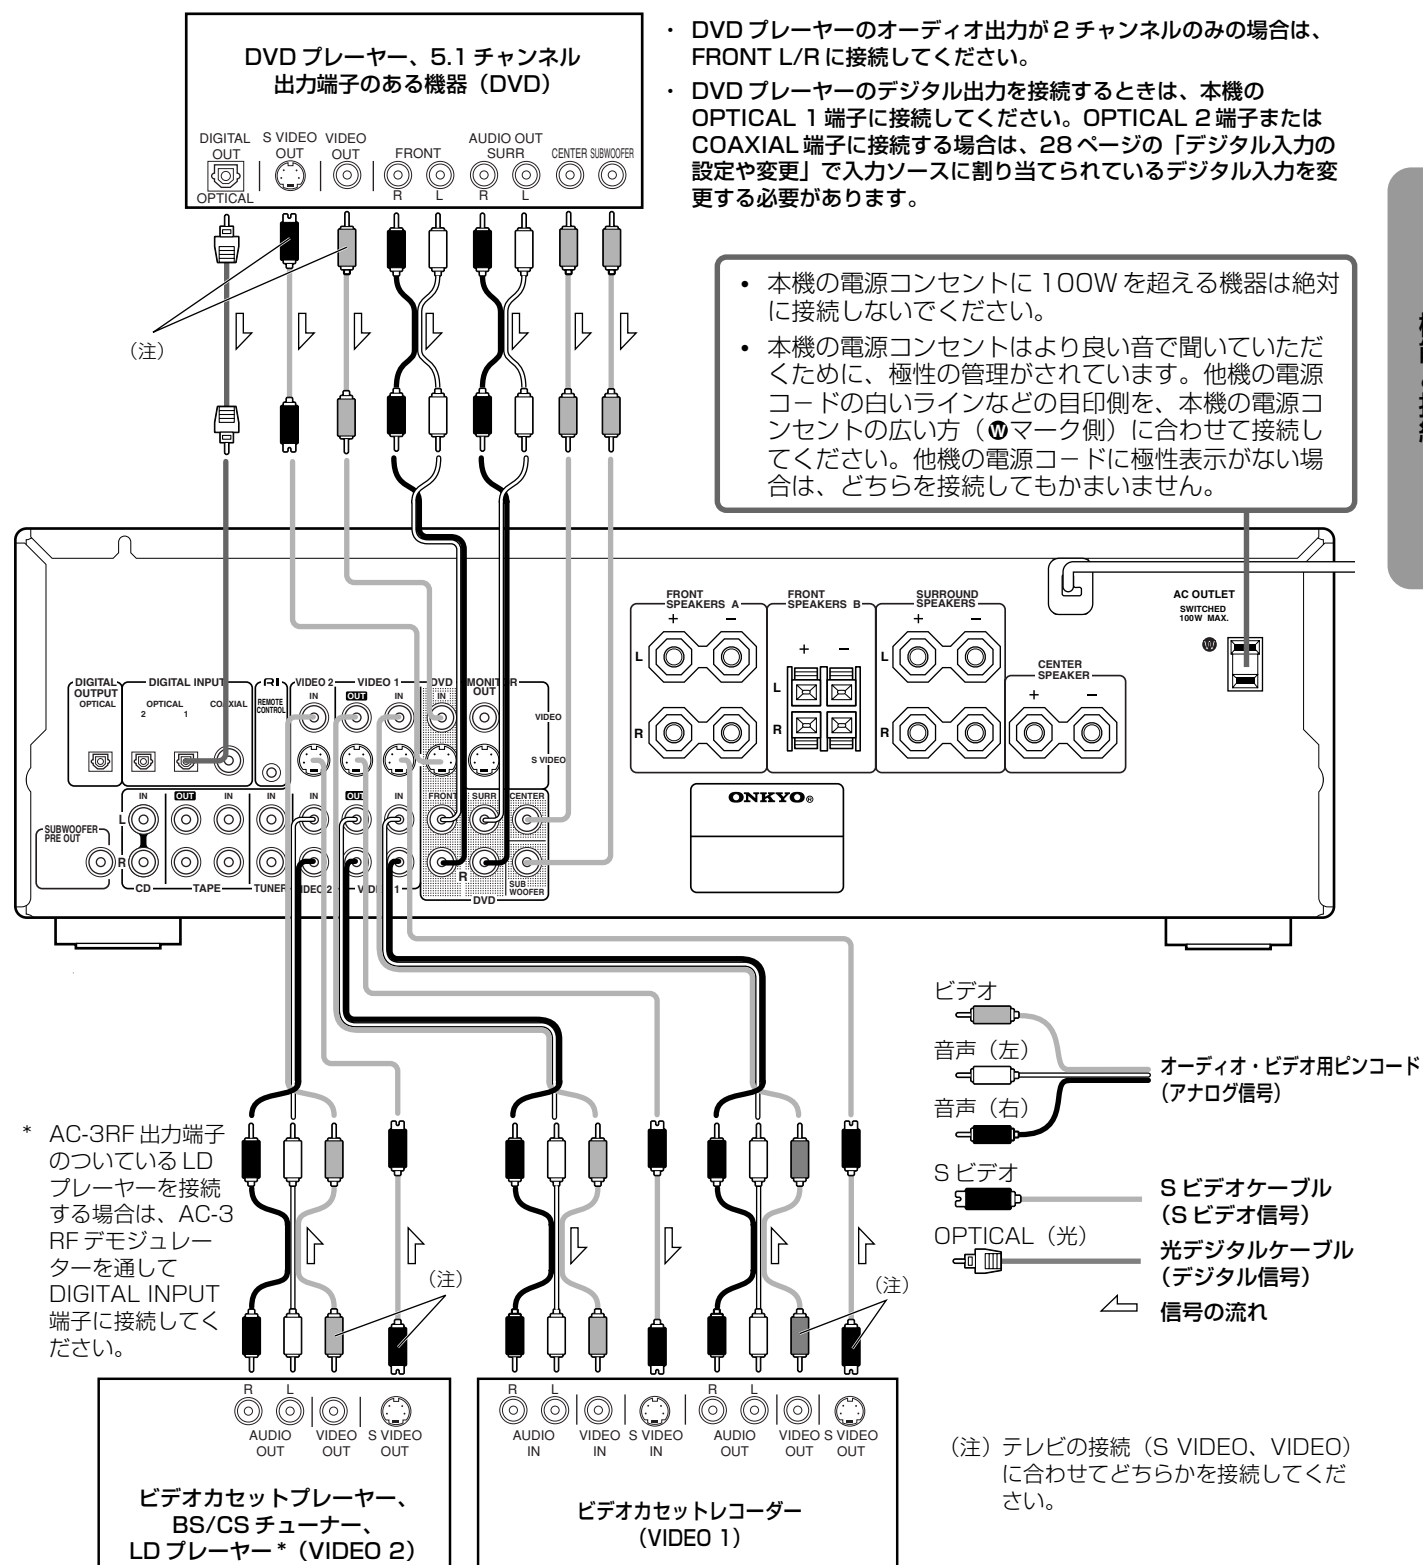 DVD プレーヤー、5.1 チャンネル
出力端子のある機器（DVD）
DIGITAL OUT
S VIDEO OUT
VIDEO OUT
AUDIO OUT
FRONT
SURR
CENTER
SUBWOOFER
OPTICAL
R
L
R
L
・ DVD プレーヤーのオーディオ出力が 2 チャンネルのみの場合は、
FRONT L/R に接続してください。
・ DVD プレーヤーのデジタル出力を接続するときは、本機の
OPTICAL 1 端子に接続してください。OPTICAL 2 端子または
COAXIAL 端子に接続する場合は、28 ページの「デジタル入力の
設定や変更」で入力ソースに割り当てられているデジタル入力を変
更する必要があります。
（注）
• 本機の電源コンセントに 100W を超える機器は絶対
に接続しないでください。
• 本機の電源コンセントはより良い音で聞いていただ
くために、極性の管理がされています。他機の電源
コードの白いラインなどの目印側を、本機の電源コ
ンセントの広い方（Ⓦマーク側）に合わせて接続し
てください。他機の電源コードに極性表示がない場
合は、どちらを接続してもかまいません。
FRONT
SPEAKERS A
+ −
L
R
FRONT
SPEAKERS B
+ −
L
R
SURROUND
SPEAKERS
+ −
L
R
CENTER
SPEAKER
+ −
AC OUTLET
SWITCHED
100W MAX.
W
DIGITAL
OUTPUT
OPTICAL
DIGITAL INPUT
OPTICAL
2 1
COAXIAL
RI
REMOTE
CONTROL
VIDEO 2
IN
VIDEO 1
OUT IN
DVD
IN
MONITOR
OUT
VIDEO
S VIDEO
IN OUT IN IN IN OUT IN FRONT SURR CENTER
SUBWOOFER
PRE OUT
L
R
R
SUB
WOOFER
CD TAPE TUNER VIDEO 2 VIDEO 1
DVD
ONKYO®
ビデオ
音声（左）
音声（右）
オーディオ・ビデオ用ピンコード
（アナログ信号）
S ビデオ
S ビデオケーブル
（S ビデオ信号）
OPTICAL（光）
光デジタルケーブル
（デジタル信号）
信号の流れ
* AC-3RF 出力端子
のついている LD
プレーヤーを接続
する場合は、AC-3
RF デモジュレー
ターを通して
DIGITAL INPUT
端子に接続してく
ださい。
（注）
（注）
R L
AUDIO
OUT
VIDEO
OUT
S VIDEO
OUT
ビデオカセットプレーヤー、
BS/CS チューナー、
LD プレーヤー *（VIDEO 2）
R L
AUDIO
IN
VIDEO
IN
S VIDEO
IN
R L
AUDIO
OUT
VIDEO
OUT
S VIDEO
OUT
ビデオカセットレコーダー
（VIDEO 1）
（注）テレビの接続（S VIDEO、VIDEO）
に合わせてどちらかを接続してくだ
さい。